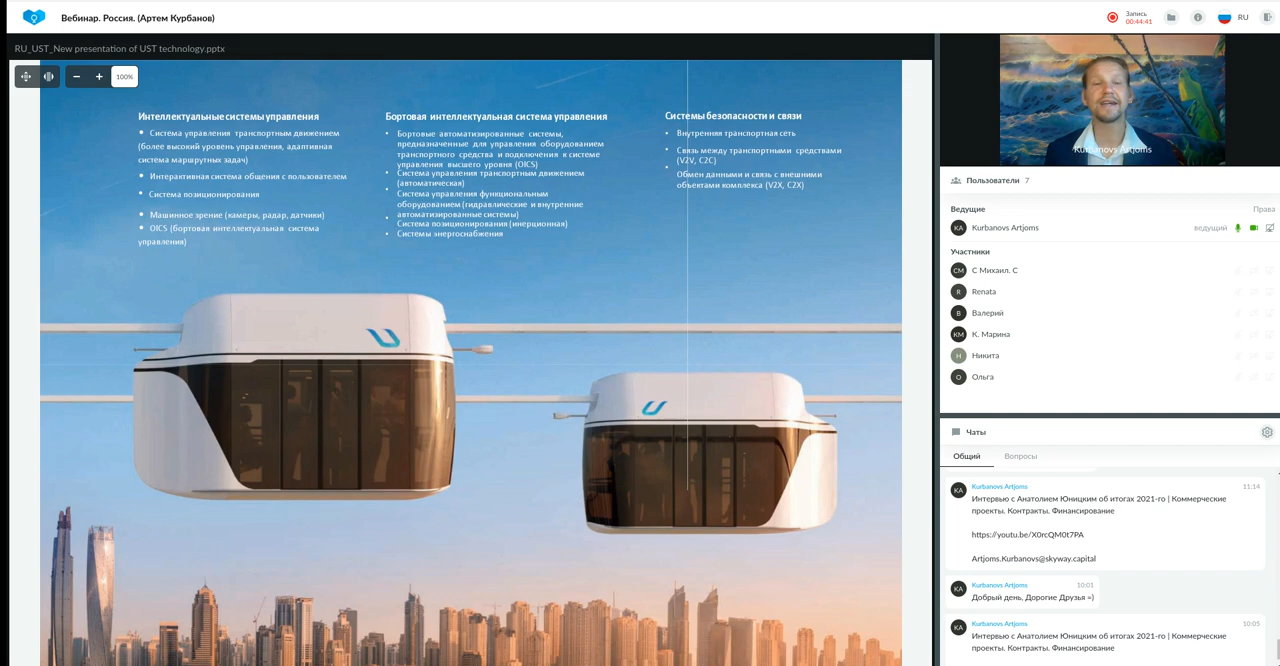 Вебинар. Россия. (Артем Курбанов)
Запись
00:44:41
RU
RU_UST_New presentation of UST technology.pptx
100%
Интеллектуальные системы управления
• Система управления транспортным движением
(более высокий уровень управления, адаптивная
система маршрутных задач)
• Интерактивная система общения с пользователем
• Система позиционирования
• Машинное зрение (камеры, радар, датчики)
• OICS (бортовая интеллектуальная система
управления)
Бортовая интеллектуальная система управления
• Бортовые автоматизированные системы,
предназначенные для управления оборудованием
транспортного средства и подключения к системе
управления высшего уровня (OICS)
• Система управления транспортным движением
(автоматическая)
• Система управления функциональным
оборудованием (гидравлические и внутренние
автоматизированные системы)
• Система позиционирования (инерционная)
• Системы энергоснабжения
Системы безопасности и связи
• Внутренняя транспортная сеть
• Связь между транспортными средствами
(V2V, C2C)
• Обмен данными и связь с внешними
объектами комплекса (V2X, C2X)
Kurbanovs Artjoms
Пользователи 7
Ведущие
Права
KA
Kurbanovs Artjoms
ведущий
Участники
СМ
С Михаил. С
R
Renata
В
Валерий
КМ
К. Марина
Н
Никита
О
Ольга
Чаты
Общий
Вопросы
KA
Kurbanovs Artjoms
11:14
Интервью с Анатолием Юницким об итогах 2021-го | Коммерческие
проекты. Контракты. Финансирование
https://youtu.be/X0rcQM0t7PA
Artjoms.Kurbanovs@skyway.capital
KA
Kurbanovs Artjoms
10:01
Добрый день, Дорогие Друзья =)
KA
Kurbanovs Artjoms
10:05
Интервью с Анатолием Юницким об итогах 2021-го | Коммерческие
проекты. Контракты. Финансирование